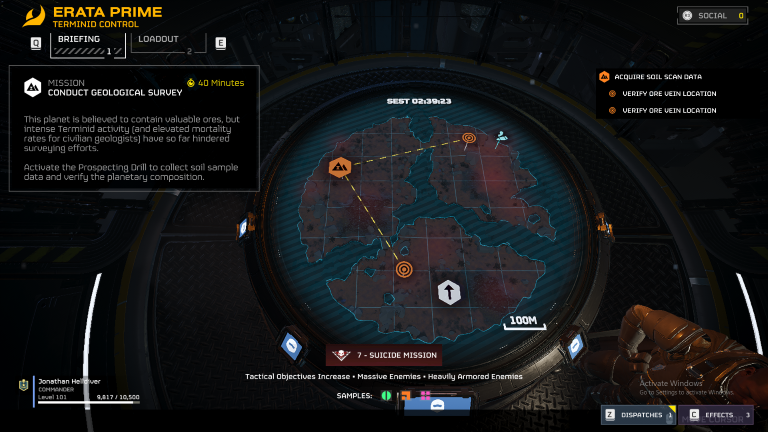 ERATA PRIME
TERMINID CONTROL
SOCIAL 0
Q
BRIEFING
1
LOADOUT
2
E
MISSION
CONDUCT GEOLOGICAL SURVEY
40 Minutes
This planet is believed to contain valuable ores, but
intense Terminid activity (and elevated mortality
rates for civilian geologists) have so far hindered
surveying efforts.
Activate the Prospecting Drill to collect soil sample
data and verify the planetary composition.
ACQUIRE SOIL SCAN DATA
VERIFY ORE VEIN LOCATION
VERIFY ORE VEIN LOCATION
SEST 02:39:23
100M
7 - SUICIDE MISSION
Tactical Objectives Increase • Massive Enemies • Heavily Armored Enemies
SAMPLES:
Jonathan Helldiver
COMMANDER
Level 101
9,817 / 10,500
Activate Windows
Go to Settings to activate Windows.
Z DISPATCHES 1
C EFFECTS 3
MOVE CURSOR